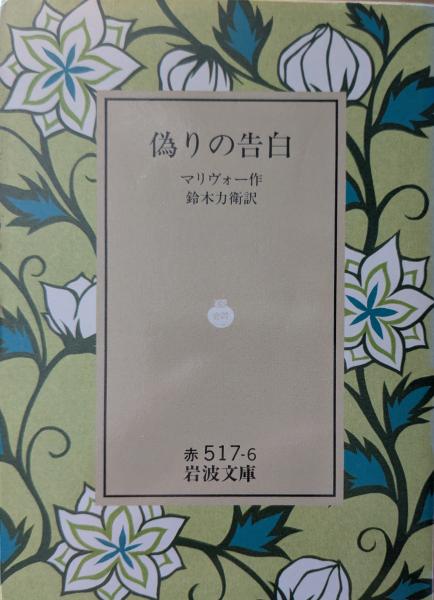 偽りの告白
マリヴォー作
鈴木力衛訳
赤 517-6
岩波文庫